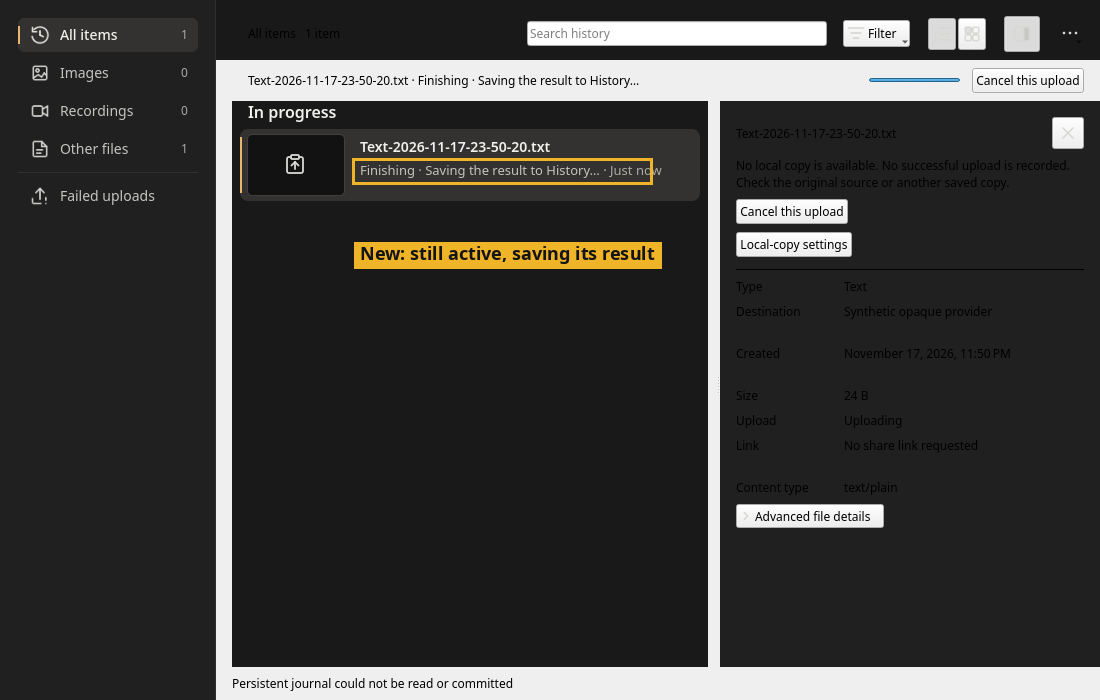 All items 1
Images 0
Recordings 0
Other files 1
Failed uploads
All items 1 item
Search history
Filter
Text-2026-11-17-23-50-20.txt · Finishing · Saving the result to History...
Cancel this upload
In progress
Text-2026-11-17-23-50-20.txt
Finishing · Saving the result to History... · Just now
New: still active, saving its result
Text-2026-11-17-23-50-20.txt
No local copy is available. No successful upload is recorded.
Check the original source or another saved copy.
Cancel this upload
Local-copy settings
Type Text
Destination Synthetic opaque provider
Created November 17, 2026, 11:50 PM
Size 24 B
Upload Uploading
Link No share link requested
Content type text/plain
Advanced file details
Persistent journal could not be read or committed